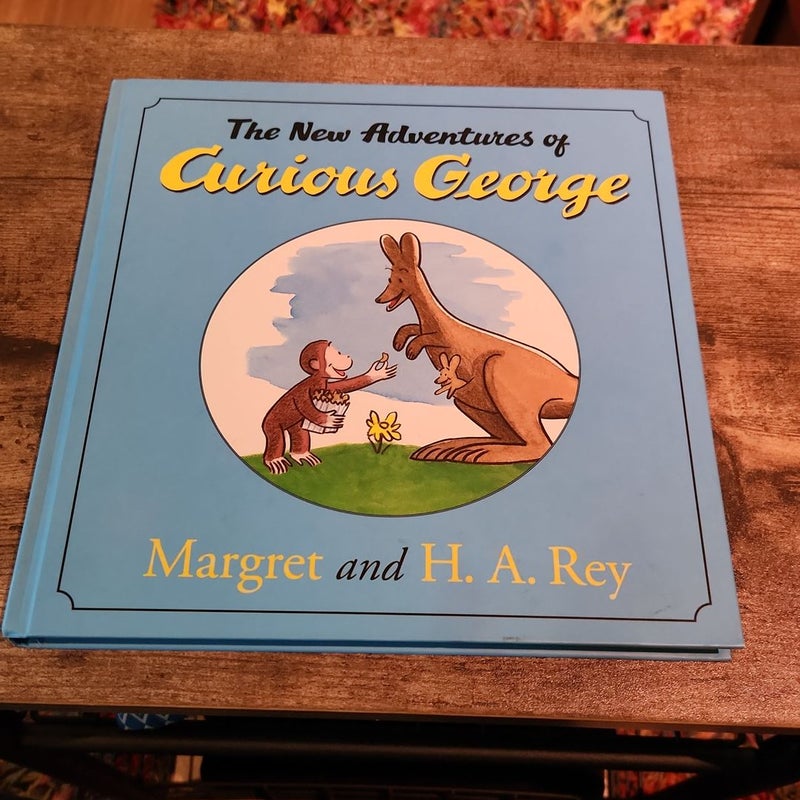 The New Adventures of
Curious George
Margret and H. A. Rey